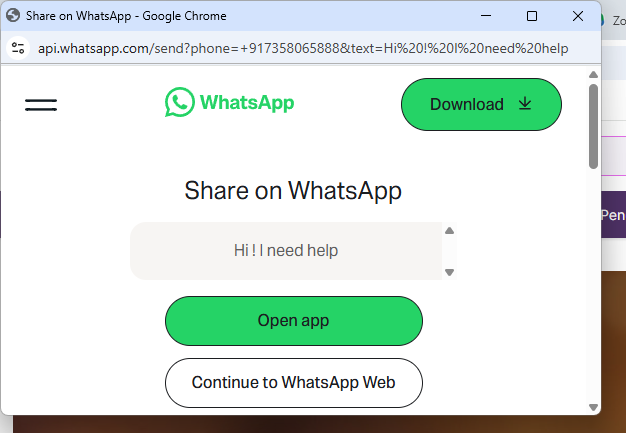 Share on WhatsApp - Google Chrome
Zo
api.whatsapp.com/send?phone=+917358065888&text=Hi%20!%20I%20need%20help
WhatsApp
Download
Share on WhatsApp
Pen
Hi ! I need help
Open app
Continue to WhatsApp Web